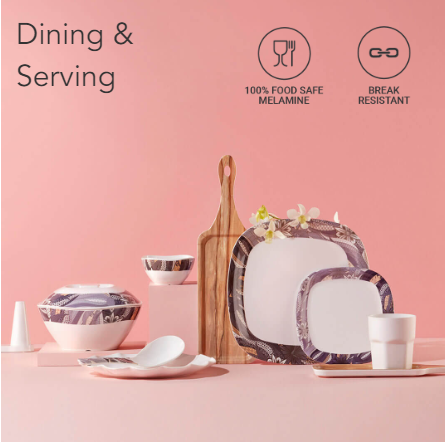 Dining &
Serving
100% FOOD SAFE
MELAMINE
BREAK
RESISTANT